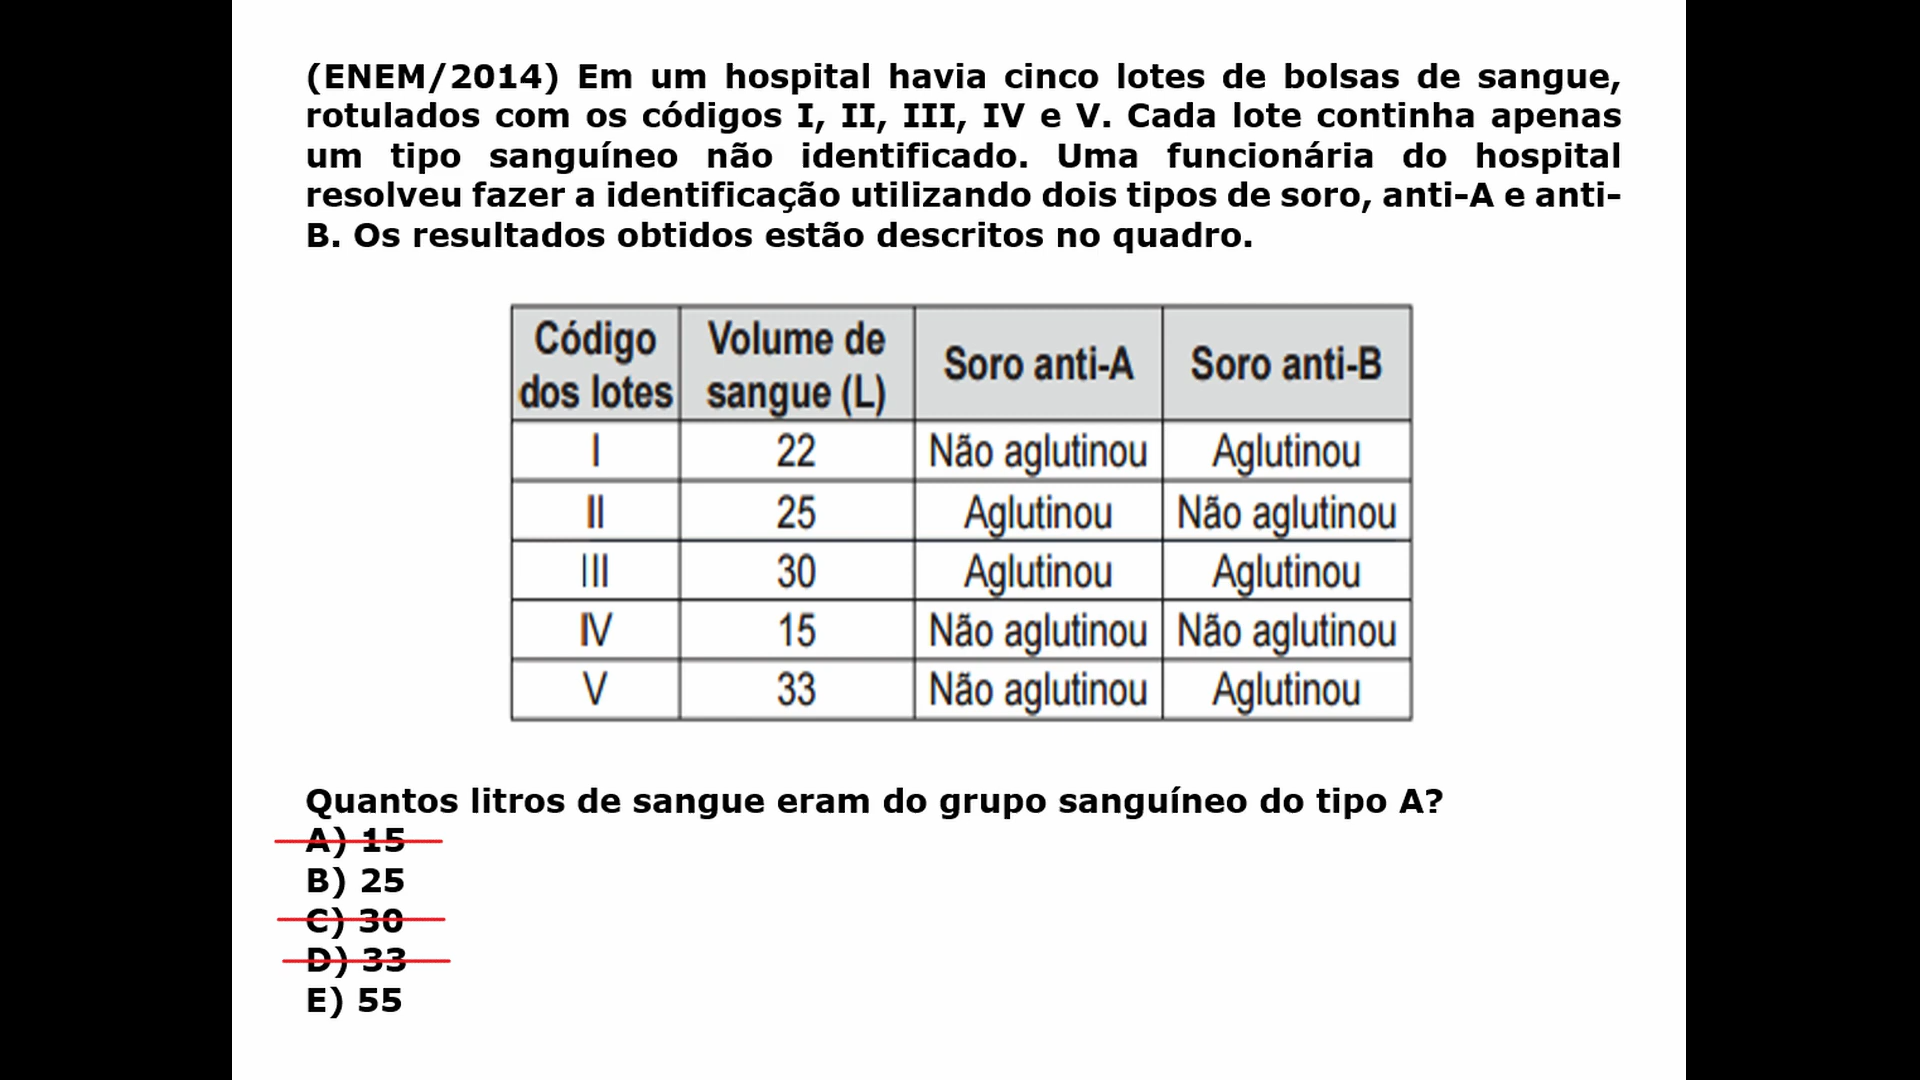 (ENEM/2014) Em um hospital havia cinco lotes de bolsas de sangue,
rotulados com os códigos I, II, III, IV e V. Cada lote continha apenas
um tipo sanguíneo não identificado. Uma funcionária do hospital
resolveu fazer a identificação utilizando dois tipos de soro, anti-A e anti-
B. Os resultados obtidos estão descritos no quadro.
Código dos lotes Volume de sangue (L) Soro anti-A Soro anti-B
I 22 Não aglutinou Aglutinou
II 25 Aglutinou Não aglutinou
III 30 Aglutinou Aglutinou
IV 15 Não aglutinou Não aglutinou
V 33 Não aglutinou Aglutinou
Quantos litros de sangue eram do grupo sanguíneo do tipo A?
A) 15
B) 25
C) 30
D) 33
E) 55